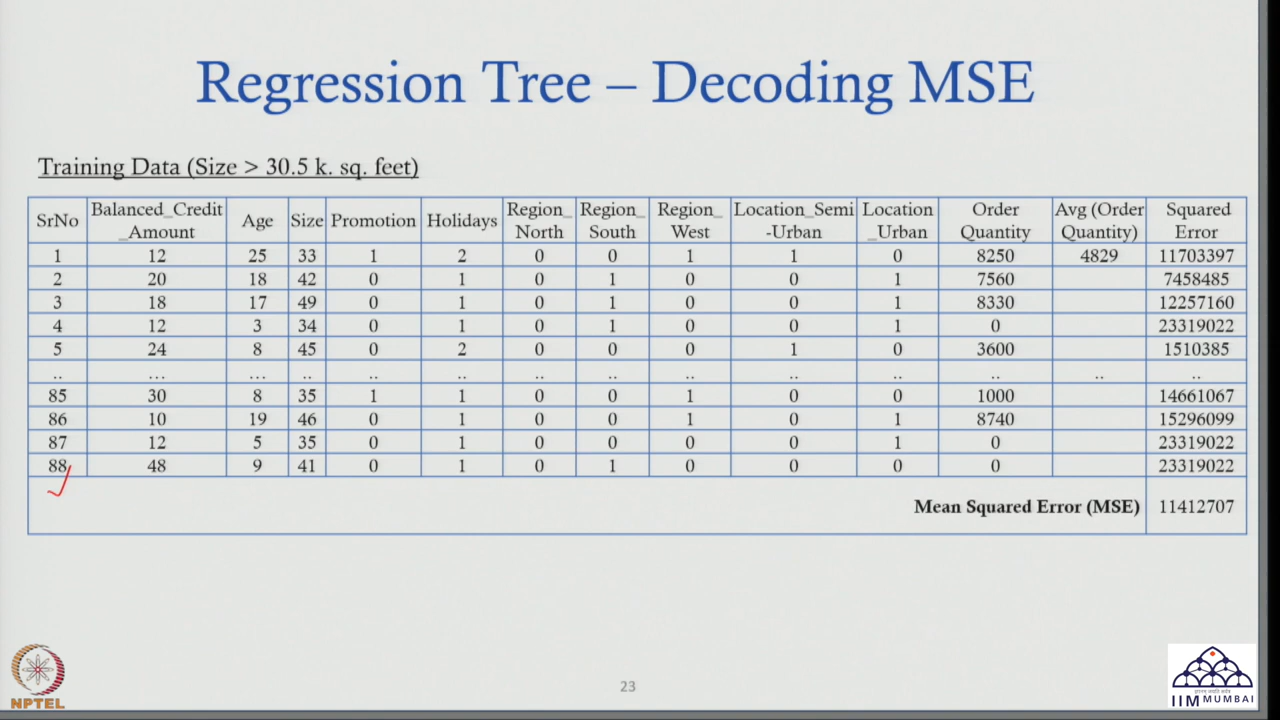 Regression Tree – Decoding MSE
Training Data (Size > 30.5 k. sq. feet)
SrNo Balanced_Credit_Amount Age Size Promotion Holidays Region_North Region_South Region_West Location_Semi-Urban Location_Urban Order Quantity Avg (Order Quantity) Squared Error
1 12 25 33 1 2 0 0 1 1 0 8250 4829 11703397
2 20 18 42 0 1 0 1 0 0 1 7560 7458485
3 18 17 49 0 1 0 1 0 0 1 8330 12257160
4 12 3 34 0 1 0 1 0 0 1 0 23319022
5 24 8 45 0 2 0 0 0 1 0 3600 1510385
.. ... ... .. .. .. .. .. .. .. .. .. .. ..
85 30 8 35 1 1 0 0 1 0 0 1000 14661067
86 10 19 46 0 1 0 0 1 0 1 8740 15296099
87 12 5 35 0 1 0 0 0 0 1 0 23319022
88 48 9 41 0 1 0 1 0 0 0 0 23319022
Mean Squared Error (MSE) 11412707
NPTEL
23
IIM MUMBAI